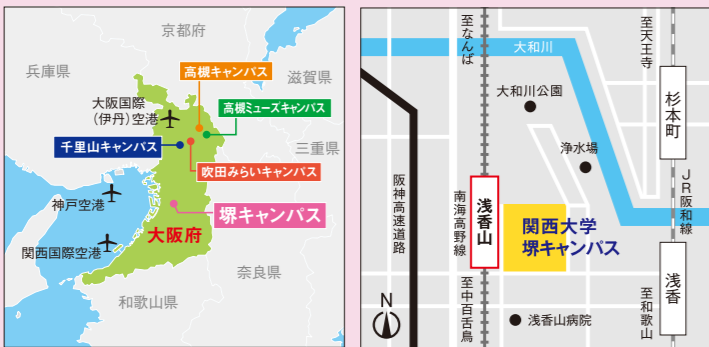 京都府
兵庫県
高槻キャンパス
滋賀県
大阪国際
(伊丹)空港
高槻ミューズキャンパス
千里山キャンパス
三重県
吹田みらいキャンパス
神戸空港
堺キャンパス
大阪府
関西国際空港
奈良県
和歌山県
至なんば
大和川
至天王寺
大和川公園
杉本町
浄水場
阪神高速道路
南海高野線
浅香山
JR阪和線
関西大学
堺キャンパス
浅香
至中百舌鳥
至和歌山
N
浅香山病院